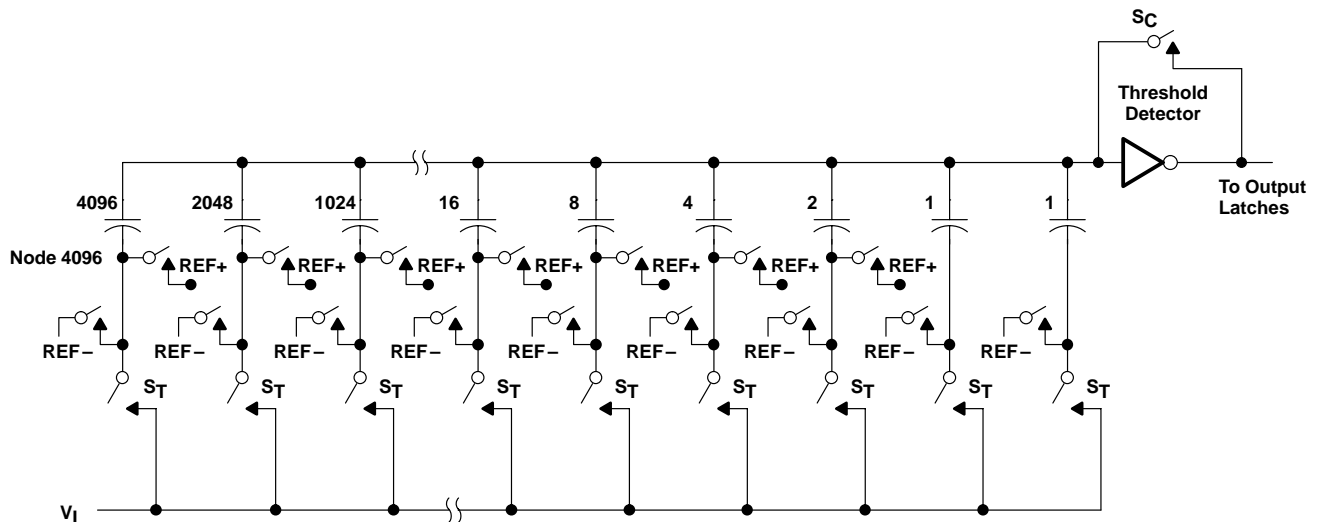 SC
Threshold
Detector
To Output
Latches
4096 2048 1024 16 8 4 2 1 1
Node 4096 REF+ REF+ REF+ REF+ REF+ REF+ REF+
REF− REF− REF− REF− REF− REF− REF− REF− REF−
ST ST ST ST ST ST ST ST ST
VI